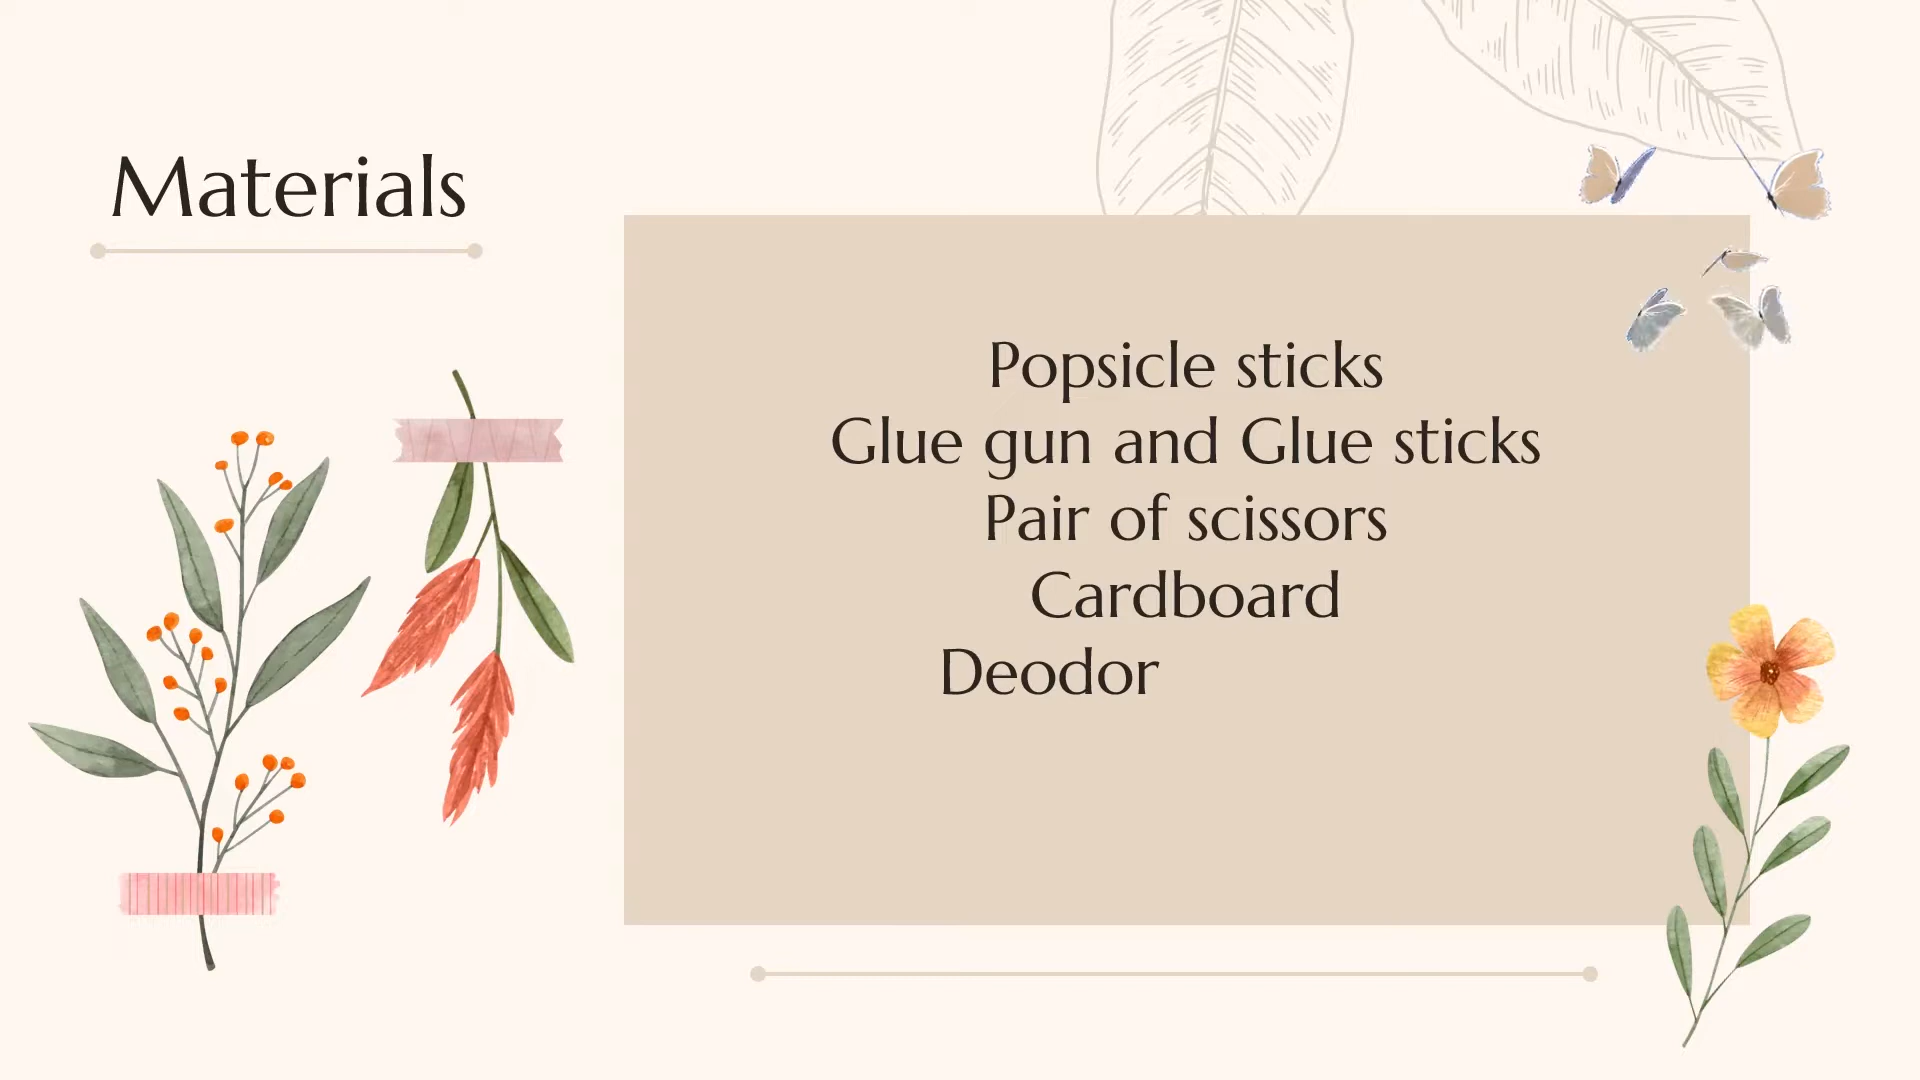 Materials
Popsicle sticks
Glue gun and Glue sticks
Pair of scissors
Cardboard
Deodor